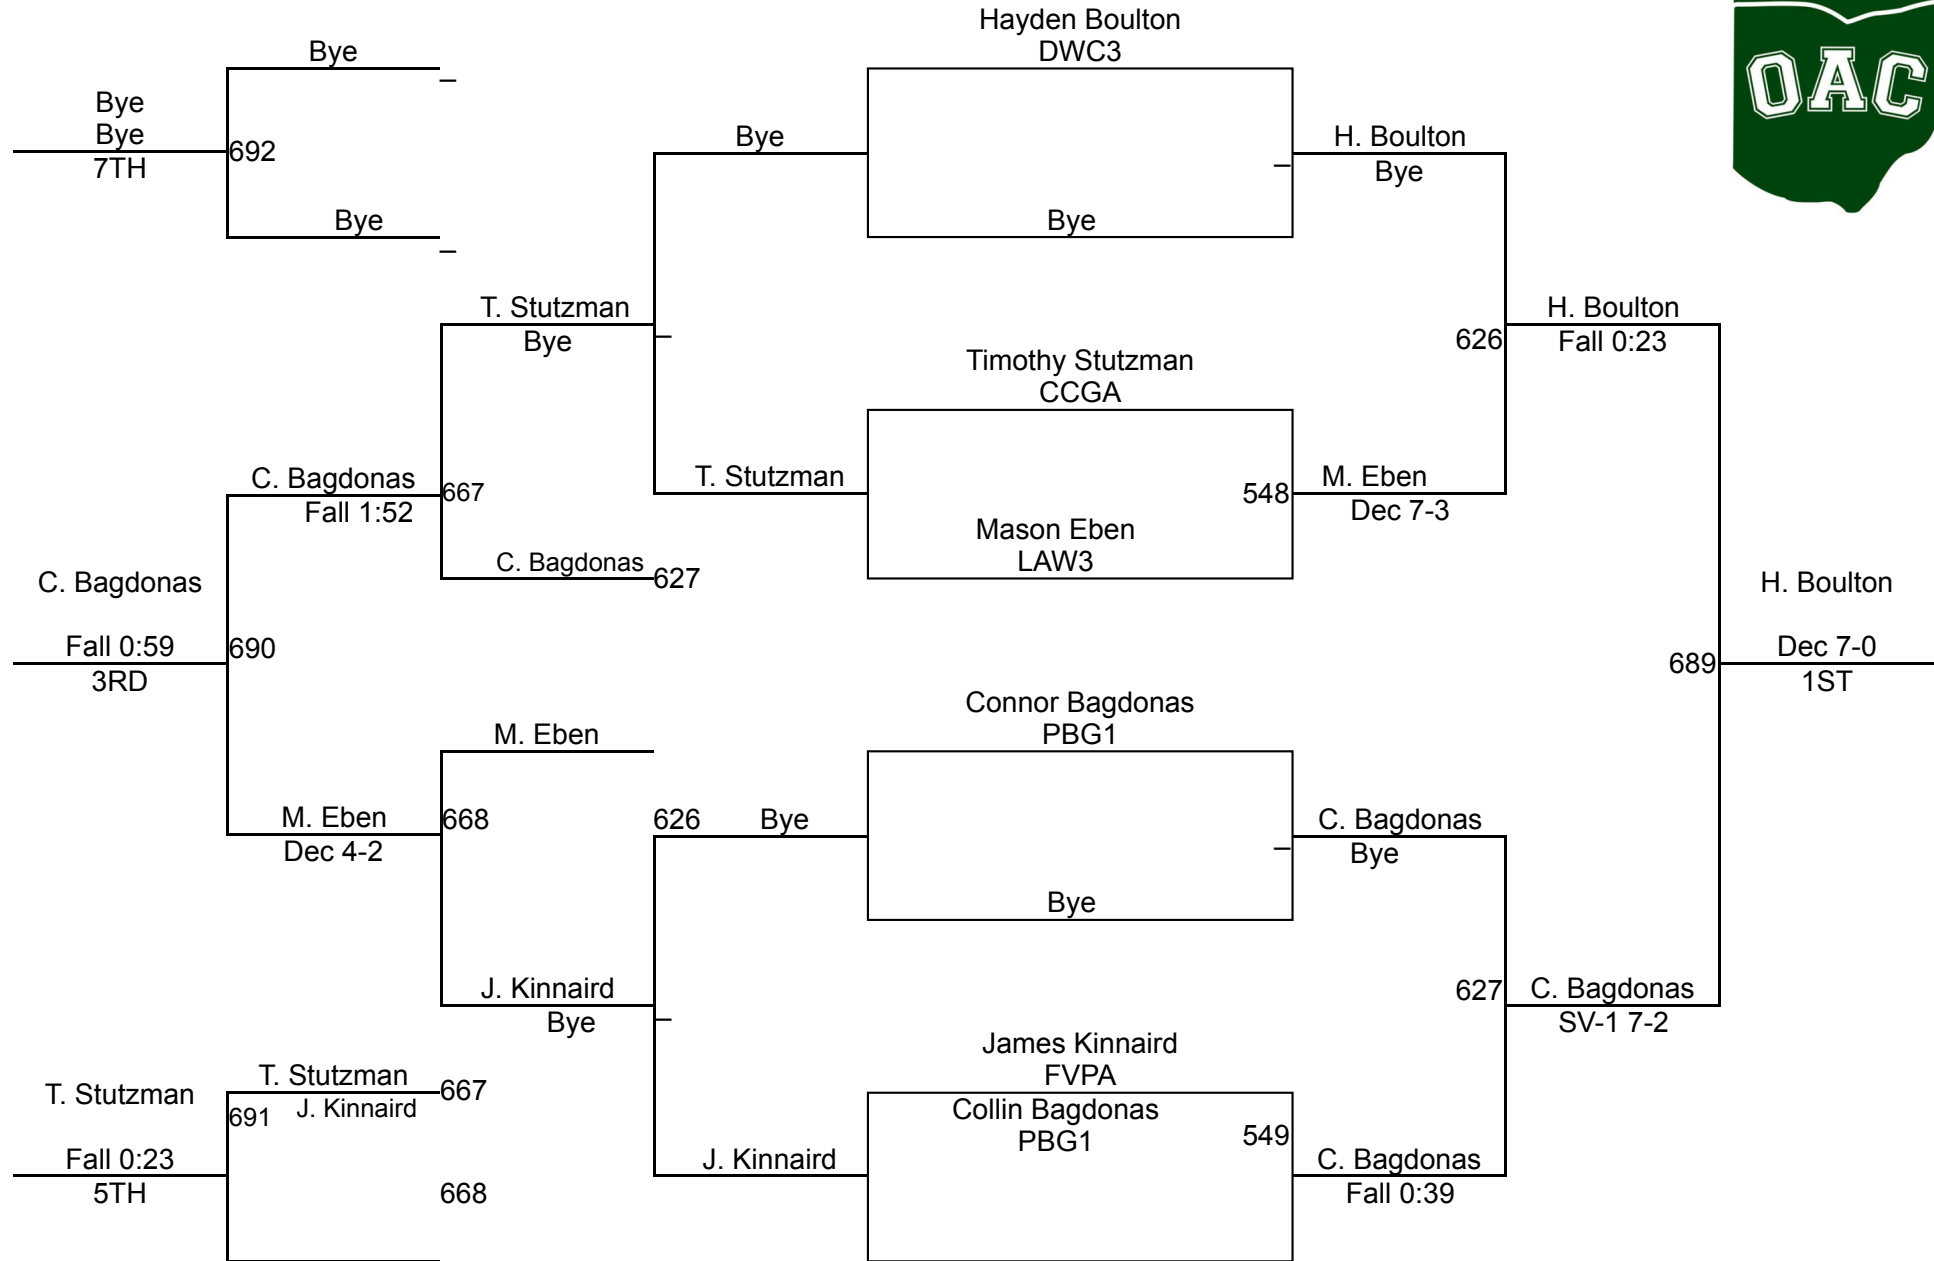 Hayden Boulton
DWC3
OAC
Bye
–
Bye
Bye
692
7TH
Bye
–
Bye
H. Boulton
–
Bye
Bye
T. Stutzman
Bye
–
H. Boulton
626
Fall 0:23
Timothy Stutzman
CCGA
C. Bagdonas
667
Fall 1:52
T. Stutzman
548
M. Eben
Dec 7-3
Mason Eben
LAW3
C. Bagdonas
627
C. Bagdonas
H. Boulton
Fall 0:59
690
3RD
689
Dec 7-0
1ST
Connor Bagdonas
PBG1
M. Eben
M. Eben
668
Dec 4-2
626
Bye
C. Bagdonas
–
Bye
Bye
J. Kinnaird
Bye
–
627
C. Bagdonas
SV-1 7-2
James Kinnaird
FVPA
Collin Bagdonas
PBG1
T. Stutzman
T. Stutzman
667
691
J. Kinnaird
549
Fall 0:23
5TH
668
J. Kinnaird
C. Bagdonas
Fall 0:39